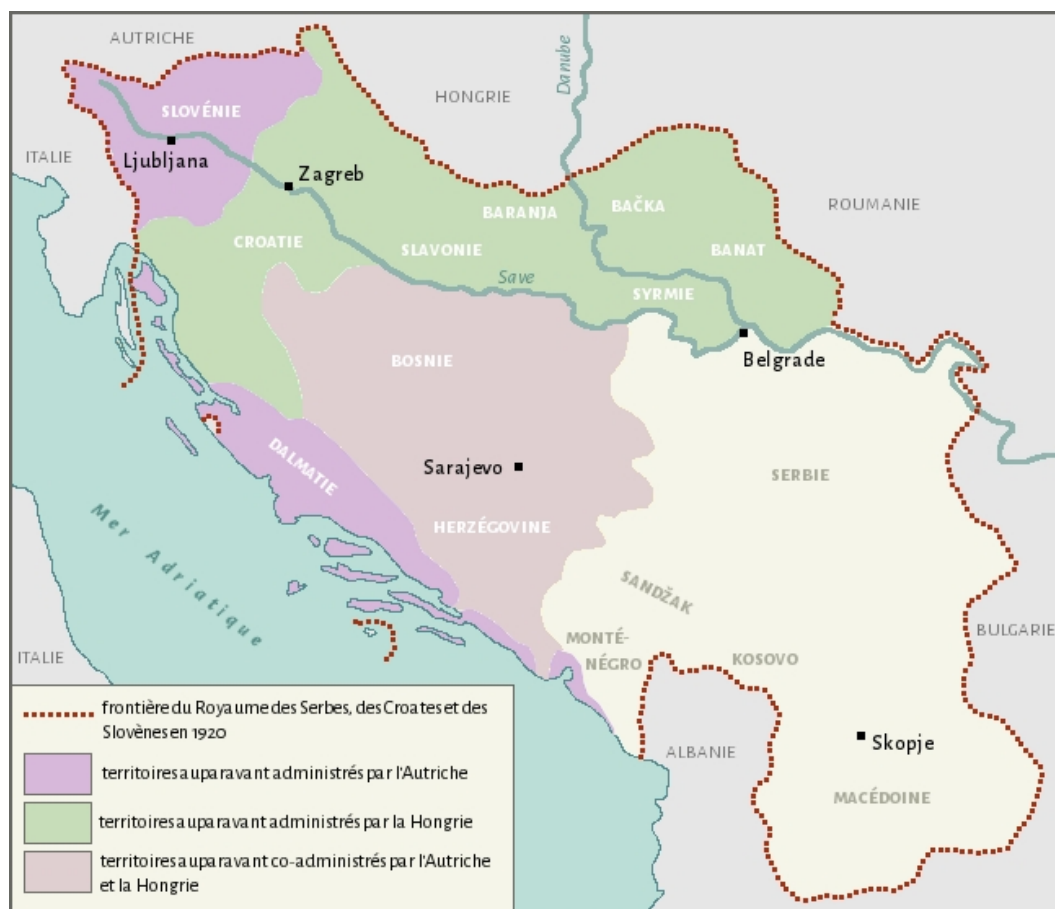 AUTRICHE
Danube
HONGRIE
SLOVÉNIE
ITALIE
Ljubljana
Zagreb
ROUMANIE
BARANJA
BAČKA
CROATIE
SLAVONIE
BANAT
Save
SYRMIE
Belgrade
BOSNIE
DALMATIE
Sarajevo
SERBIE
HERZÉGOVINE
Mer Adriatique
SANDŽAK
MONTÉ-
NÉGRO
BULGARIE
ITALIE
KOSOVO
ALBANIE
Skopje
MACÉDOINE
frontière du Royaume des Serbes, des Croates et des
Slovènes en 1920
territoires auparavant administrés par l'Autriche
territoires auparavant administrés par la Hongrie
territoires auparavant co-administrés par l'Autriche
et la Hongrie